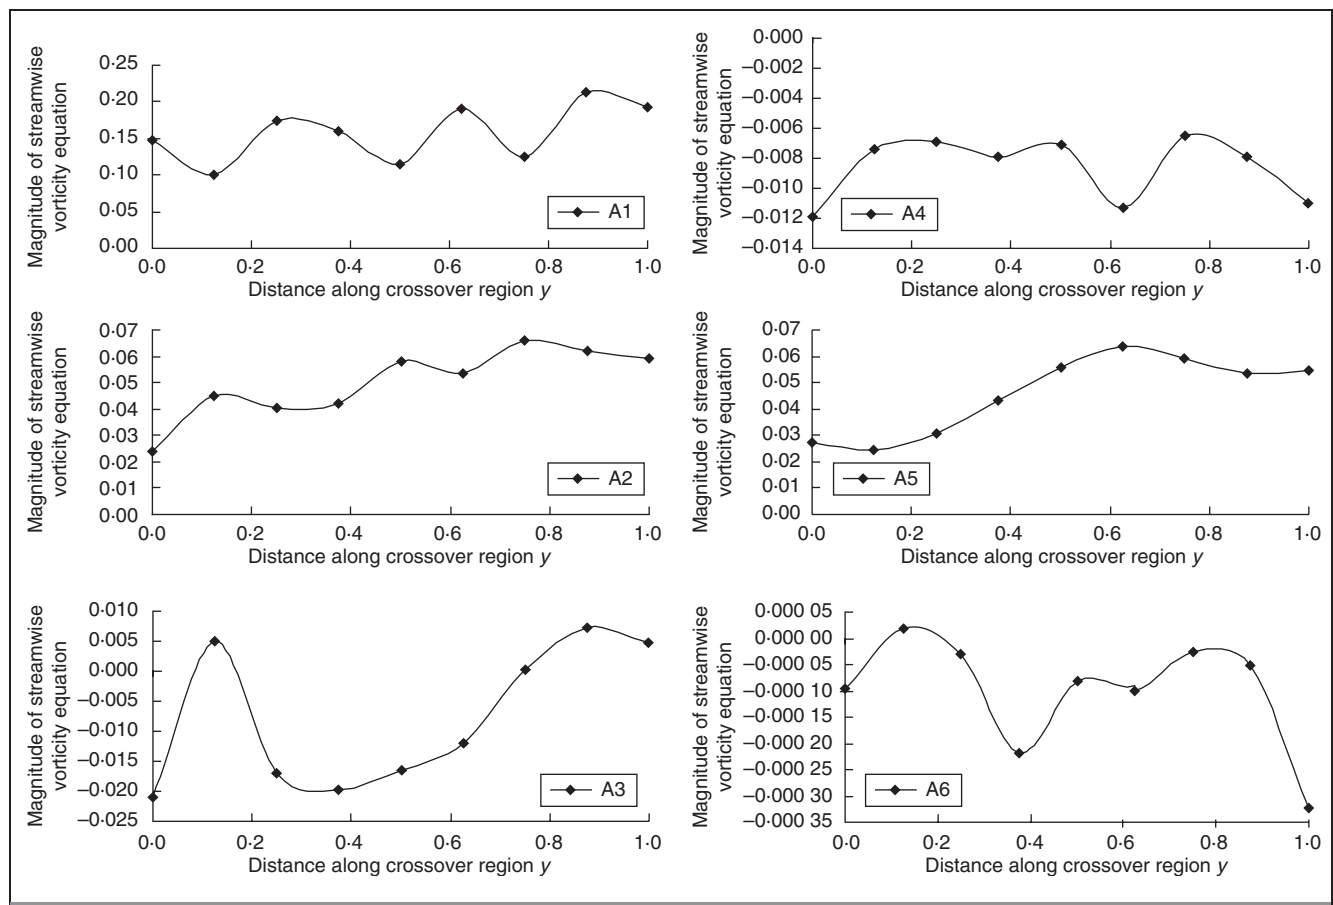 Magnitude of streamwise
vorticity equation
0·25
0·20
0·15
0·10
0·05
0·00
A1
0·0 0·2 0·4 0·6 0·8 1·0
Distance along crossover region y
Magnitude of streamwise
vorticity equation
0·000
–0·002
–0·004
–0·006
–0·008
–0·010
–0·012
–0·014
A4
0·0 0·2 0·4 0·6 0·8 1·0
Distance along crossover region y
Magnitude of streamwise
vorticity equation
0·07
0·06
0·05
0·04
0·03
0·02
0·01
0·00
A2
0·0 0·2 0·4 0·6 0·8 1·0
Distance along crossover region y
Magnitude of streamwise
vorticity equation
0·07
0·06
0·05
0·04
0·03
0·02
0·01
0·00
A5
0·0 0·2 0·4 0·6 0·8 1·0
Distance along crossover region y
Magnitude of streamwise
vorticity equation
0·010
0·005
0·000
–0·005
–0·010
–0·015
–0·020
–0·025
A3
0·0 0·2 0·4 0·6 0·8 1·0
Distance along crossover region y
Magnitude of streamwise
vorticity equation
0·000 05
0·000 00
–0·000 05
–0·000 10
–0·000 15
–0·000 20
–0·000 25
–0·000 30
–0·000 35
A6
0·0 0·2 0·4 0·6 0·8 1·0
Distance along crossover region y